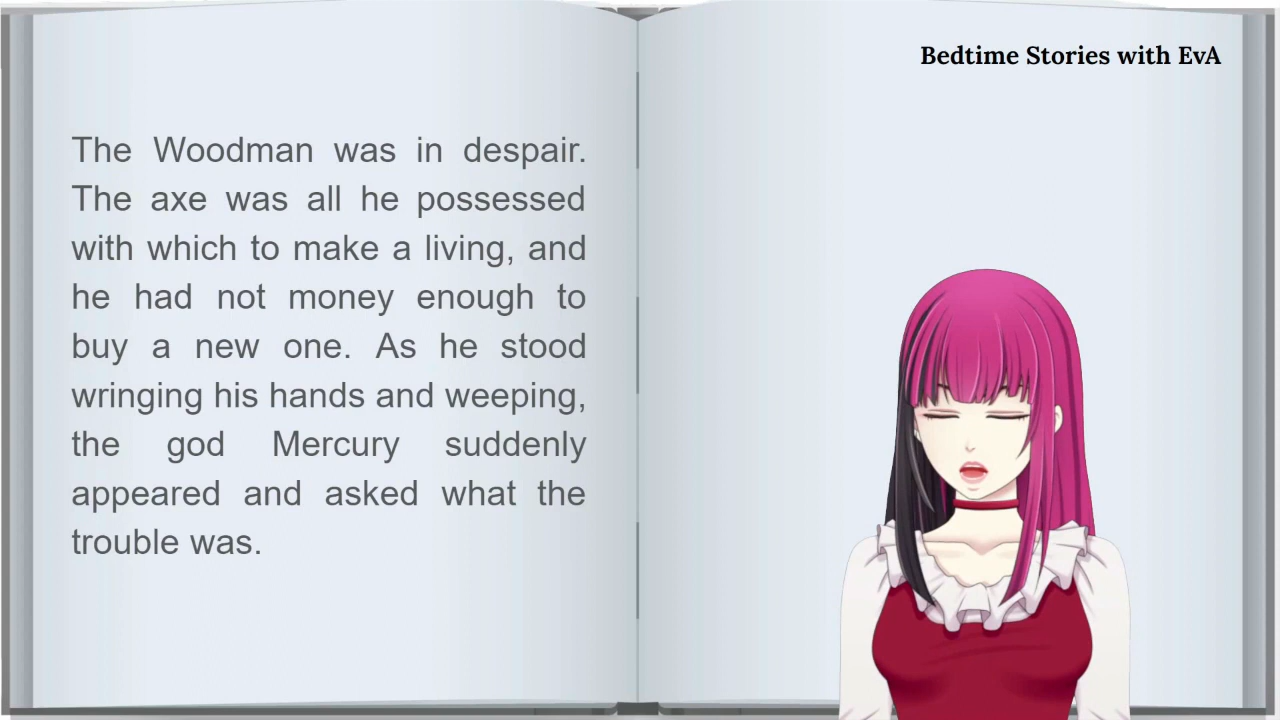 Bedtime Stories with EvA
The Woodman was in despair.
The axe was all he possessed
with which to make a living, and
he had not money enough to
buy a new one. As he stood
wringing his hands and weeping,
the god Mercury suddenly
appeared and asked what the
trouble was.